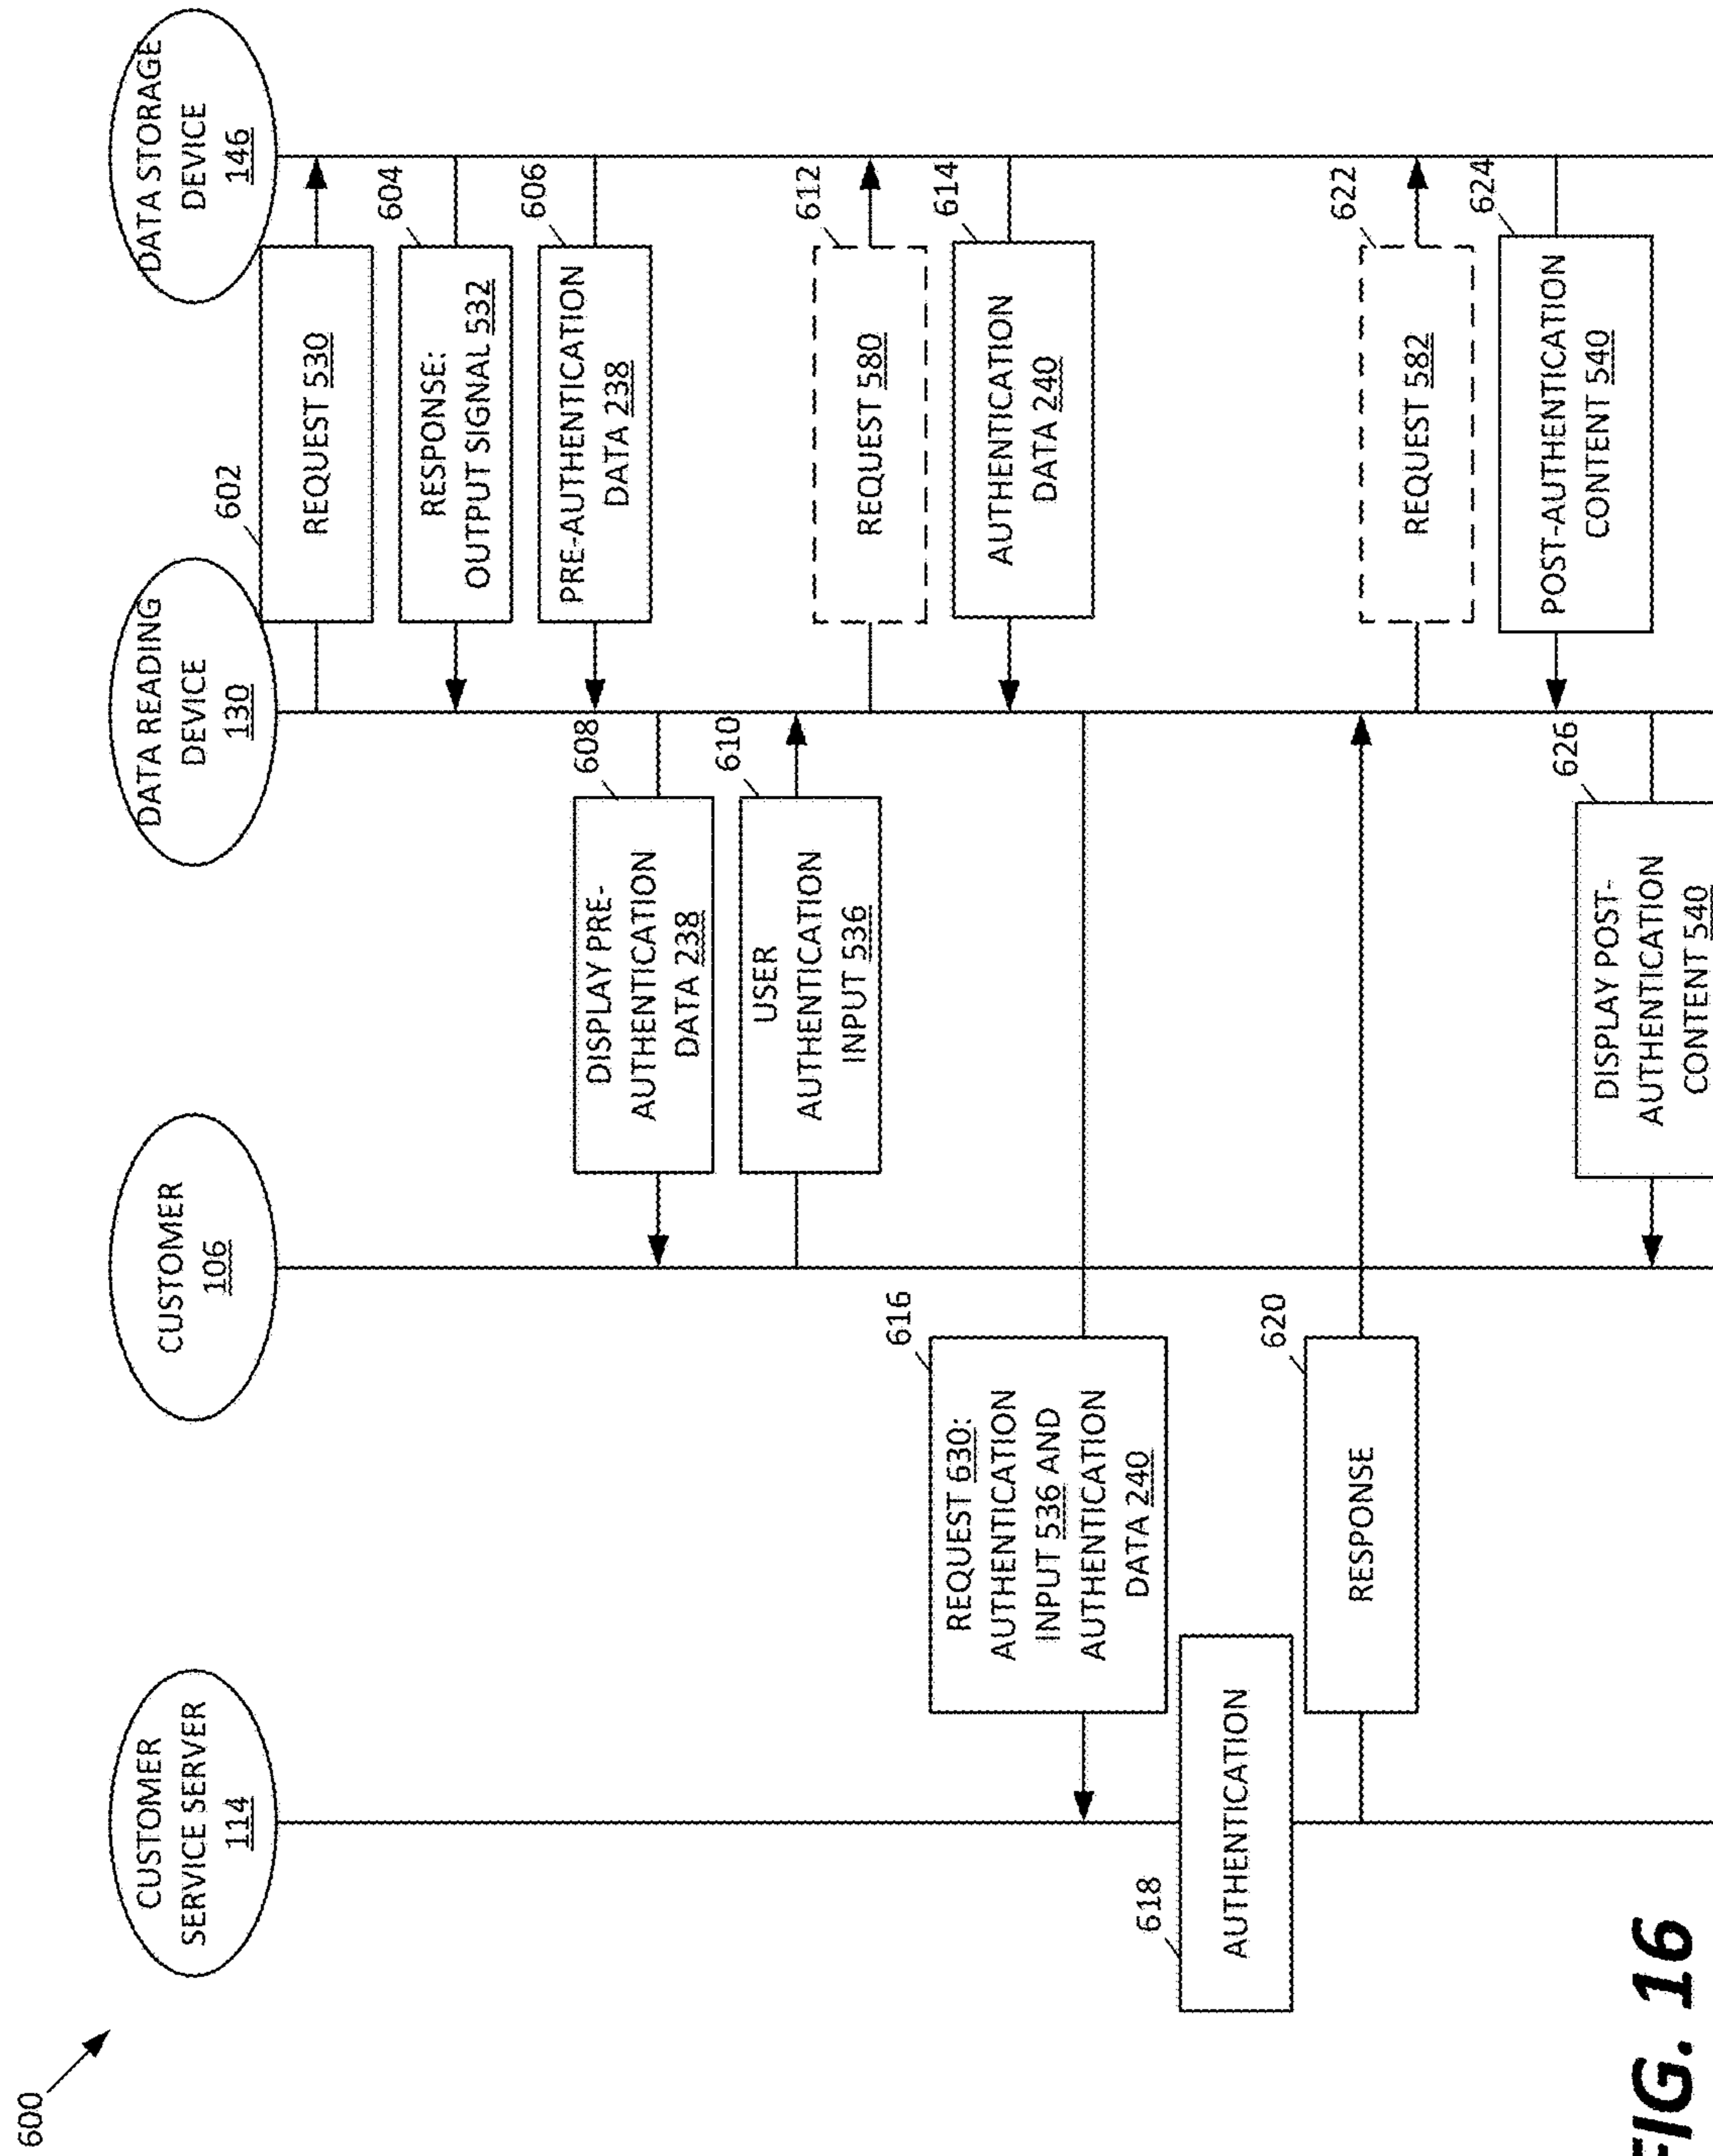 600
CUSTOMER
SERVICE SERVER
114
CUSTOMER
106
DATA READING
DEVICE
130
DATA STORAGE
DEVICE
146
602
REQUEST 530
604
RESPONSE:
OUTPUT SIGNAL 532
606
PRE-AUTHENTICATION
DATA 238
608
DISPLAY PRE-
AUTHENTICATION
DATA 238
610
USER
AUTHENTICATION
INPUT 536
612
REQUEST 580
614
AUTHENTICATION
DATA 240
616
REQUEST 630:
AUTHENTICATION
INPUT 536 AND
AUTHENTICATION
DATA 240
618
AUTHENTICATION
620
RESPONSE
622
REQUEST 582
624
POST-AUTHENTICATION
CONTENT 540
626
DISPLAY POST-
AUTHENTICATION
CONTENT 540
FIG. 16